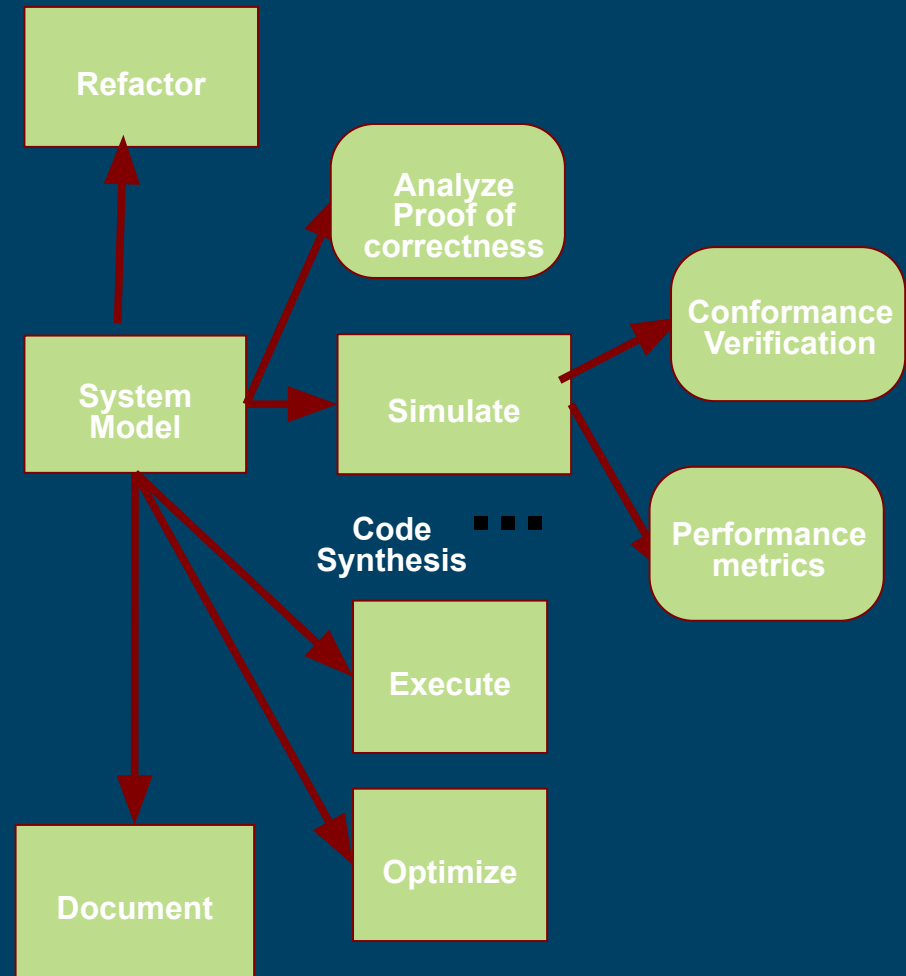 Refactor
Analyze
Proof of
correctness
Conformance
Verification
System
Model
Simulate
Code
Synthesis
Performance
metrics
Execute
Optimize
Document